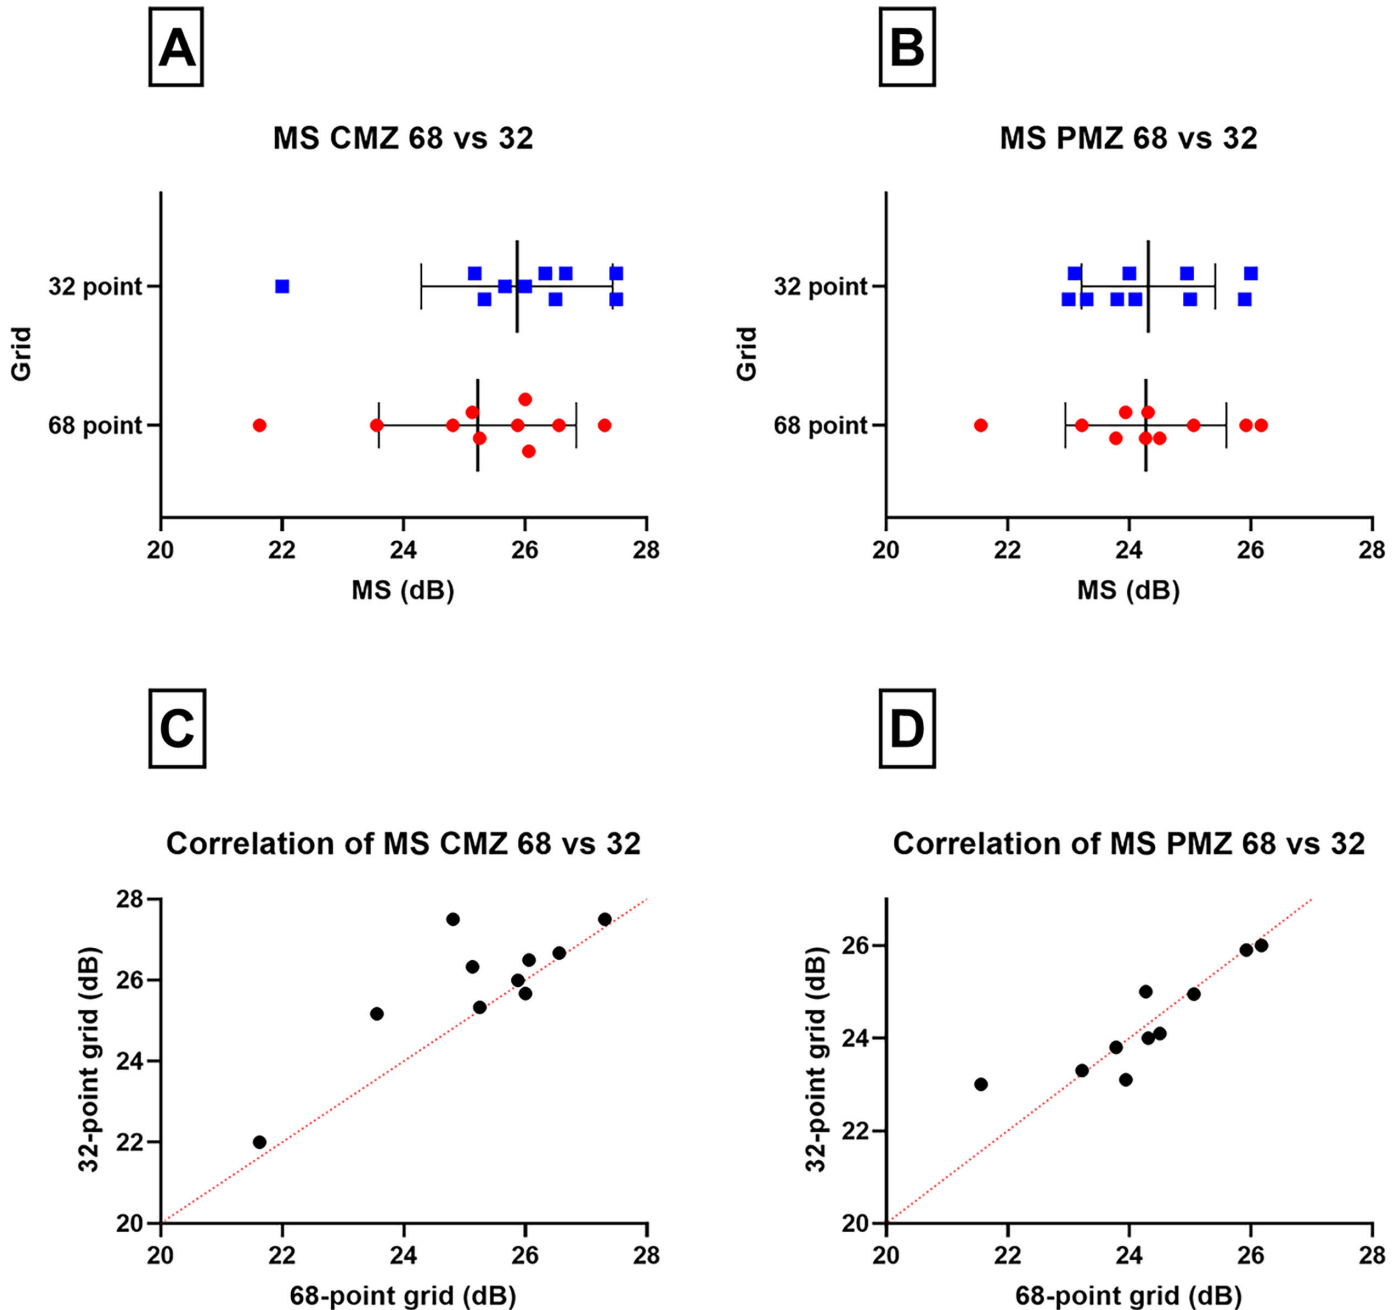 A
MS CMZ 68 vs 32
Grid
32 point
68 point
20 22 24 26 28
MS (dB)
B
MS PMZ 68 vs 32
Grid
32 point
68 point
20 22 24 26 28
MS (dB)
C
Correlation of MS CMZ 68 vs 32
32-point grid (dB)
28
26
24
22
20
20 22 24 26 28
68-point grid (dB)
D
Correlation of MS PMZ 68 vs 32
32-point grid (dB)
26
24
22
20
20 22 24 26 28
68-point grid (dB)